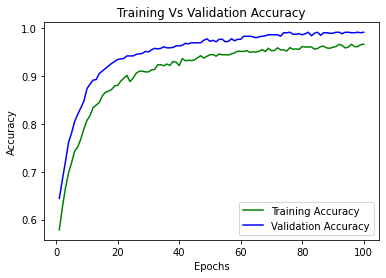 Training Vs Validation Accuracy
1.0
0.9
0.8
0.7
0.6
Accuracy
0
20
40
60
80
100
Epochs
Training Accuracy
Validation Accuracy